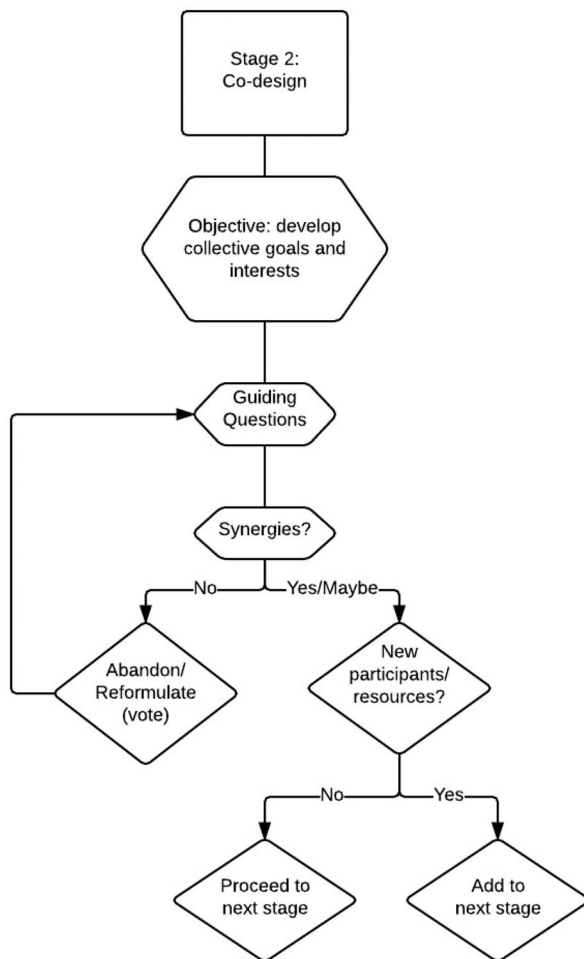 Stage 2:
Co-design
Objective: develop
collective goals and
interests
Guiding
Questions
Synergies?
No
Yes/Maybe
Abandon/
Reformulate
(vote)
New
participants/
resources?
No
Yes
Proceed to
next stage
Add to
next stage